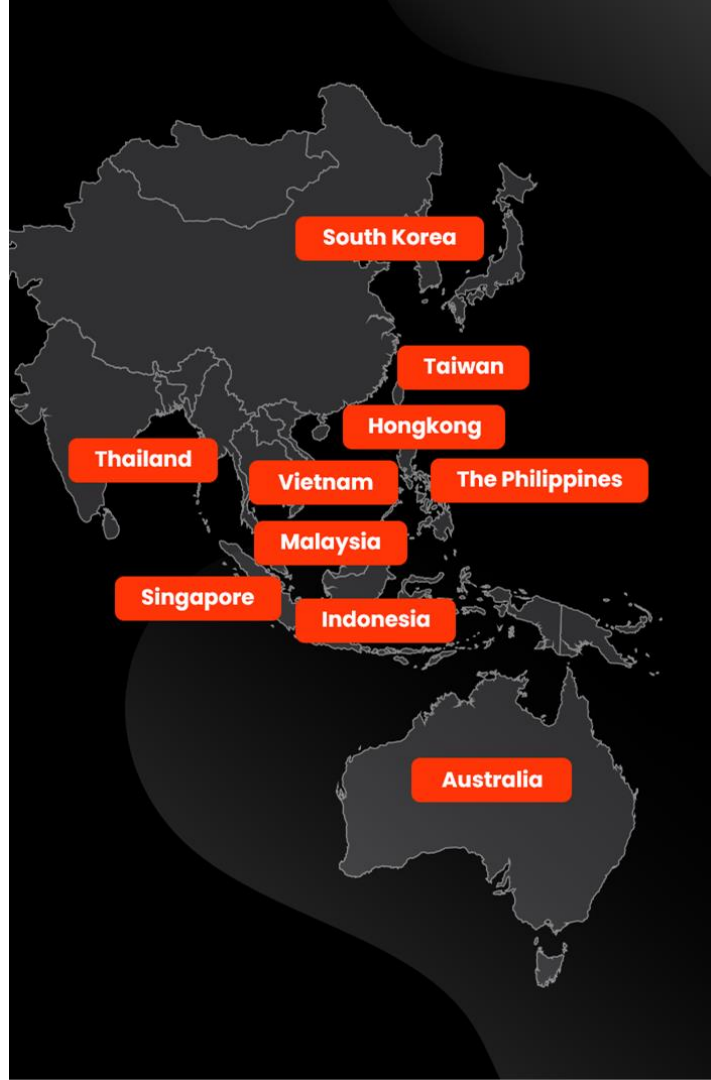 South Korea
Taiwan
Hongkong
Thailand
Vietnam
The Philippines
Malaysia
Singapore
Indonesia
Australia